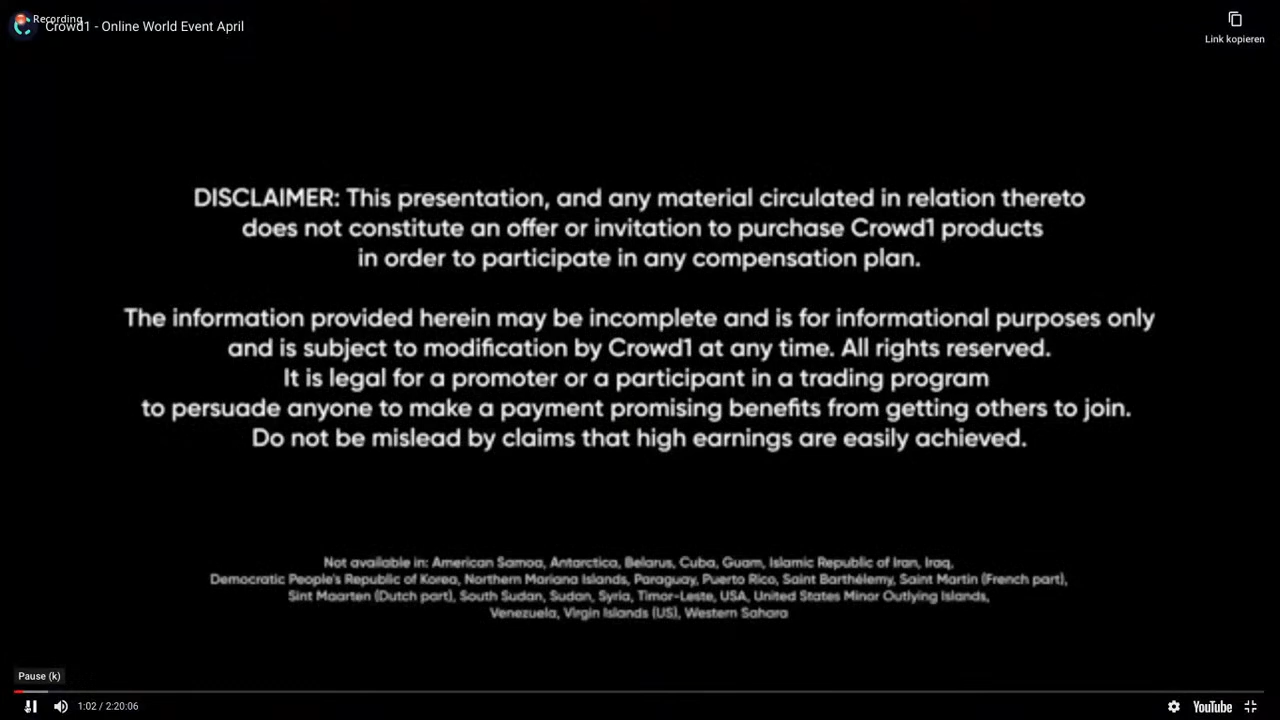 Recording
Crowd1 - Online World Event April
Link kopieren
DISCLAIMER: This presentation, and any material circulated in relation thereto
does not constitute an offer or invitation to purchase Crowd1 products
in order to participate in any compensation plan.
The information provided herein may be incomplete and is for informational purposes only
and is subject to modification by Crowd1 at any time. All rights reserved.
It is legal for a promoter or a participant in a trading program
to persuade anyone to make a payment promising benefits from getting others to join.
Do not be mislead by claims that high earnings are easily achieved.
Not available in: American Samoa, Antarctica, Belarus, Cuba, Guam, Islamic Republic of Iran, Iraq,
Democratic People's Republic of Korea, Northern Mariana Islands, Paraguay, Puerto Rico, Saint Barthélemy, Saint Martin (French part),
Sint Maarten (Dutch part), South Sudan, Sudan, Syria, Timor-Leste, USA, United States Minor Outlying Islands,
Venezuela, Virgin Islands (US), Western Sahara
Pause (k)
1:02 / 2:20:06
YouTube